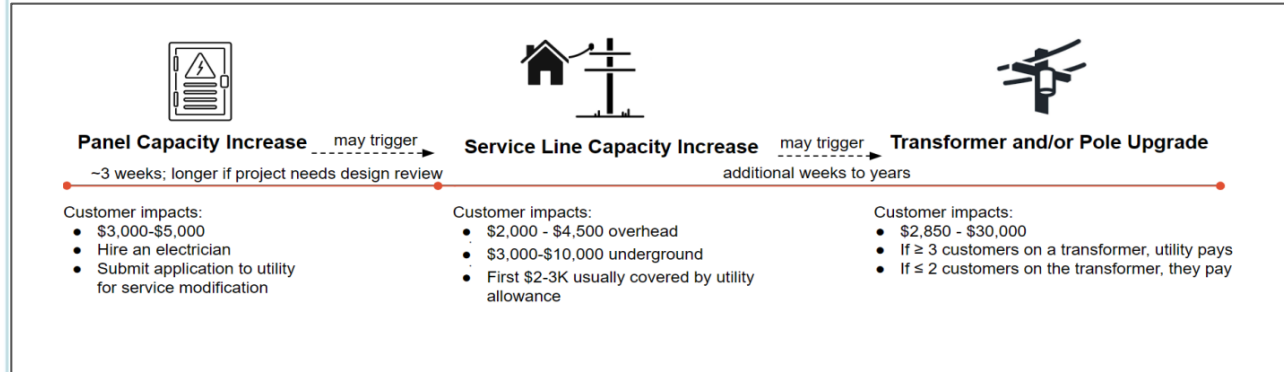 Panel Capacity Increase
may trigger
Service Line Capacity Increase
may trigger
Transformer and/or Pole Upgrade
~3 weeks; longer if project needs design review
additional weeks to years
Customer impacts:
● $3,000-$5,000
● Hire an electrician
● Submit application to utility
for service modification
Customer impacts:
● $2,000 - $4,500 overhead
● $3,000-$10,000 underground
● First $2-3K usually covered by utility
allowance
Customer impacts:
● $2,850 - $30,000
● If ≥ 3 customers on a transformer, utility pays
● If ≤ 2 customers on the transformer, they pay